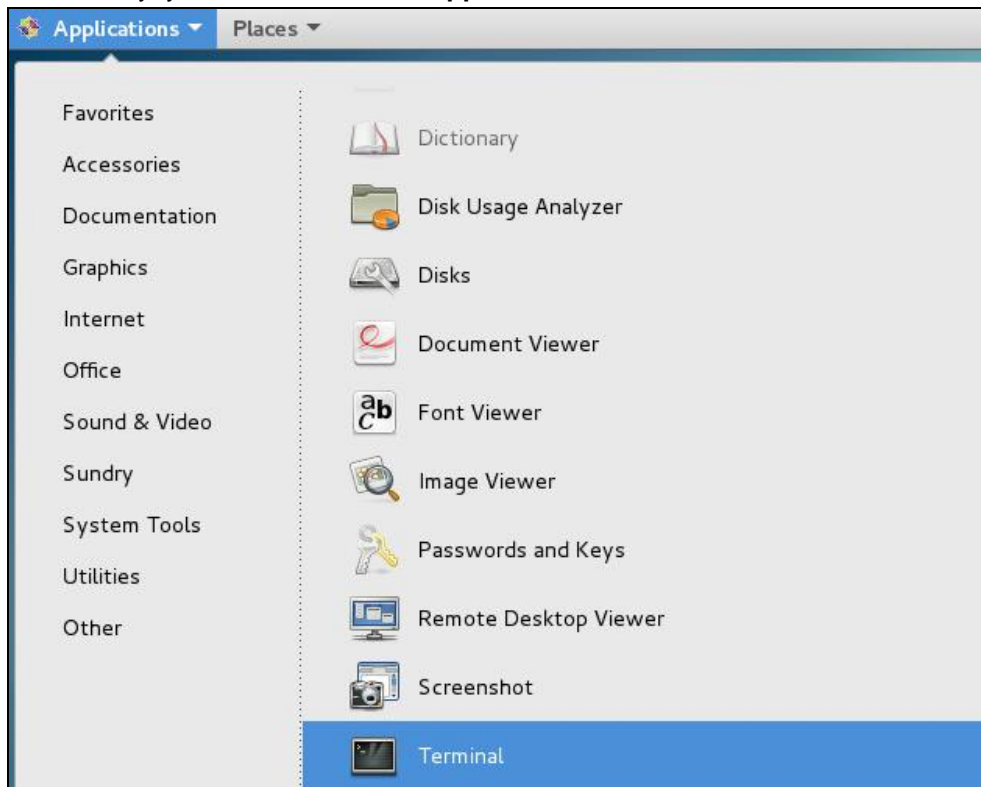 Applications Places
Favorites
Accessories
Documentation
Graphics
Internet
Office
Sound & Video
Sundry
System Tools
Utilities
Other
Dictionary
Disk Usage Analyzer
Disks
Document Viewer
Font Viewer
Image Viewer
Passwords and Keys
Remote Desktop Viewer
Screenshot
Terminal